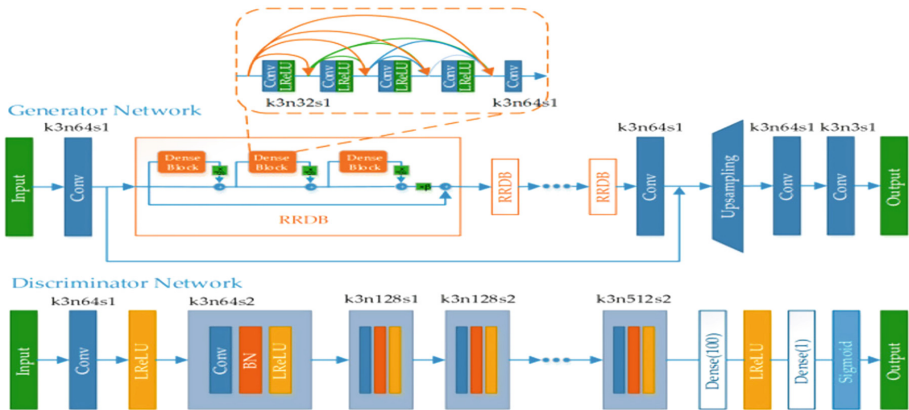 Conv
LReLU
Conv
LReLU
Conv
LReLU
Conv
LReLU
Conv
k3n32s1
k3n64s1
Generator Network
k3n64s1
k3n64s1
k3n64s1
k3n3s1
Input
Conv
Dense
Block
Dense
Block
Dense
Block
RRDB
RRDB
RRDB
Conv
Upsampling
Conv
Conv
Output
Discriminator Network
k3n64s1
k3n64s2
k3n128s1
k3n128s2
k3n512s2
Input
Conv
LReLU
Conv
BN
LReLU
Dense(100)
LReLU
Dense(1)
Sigmoid
Output